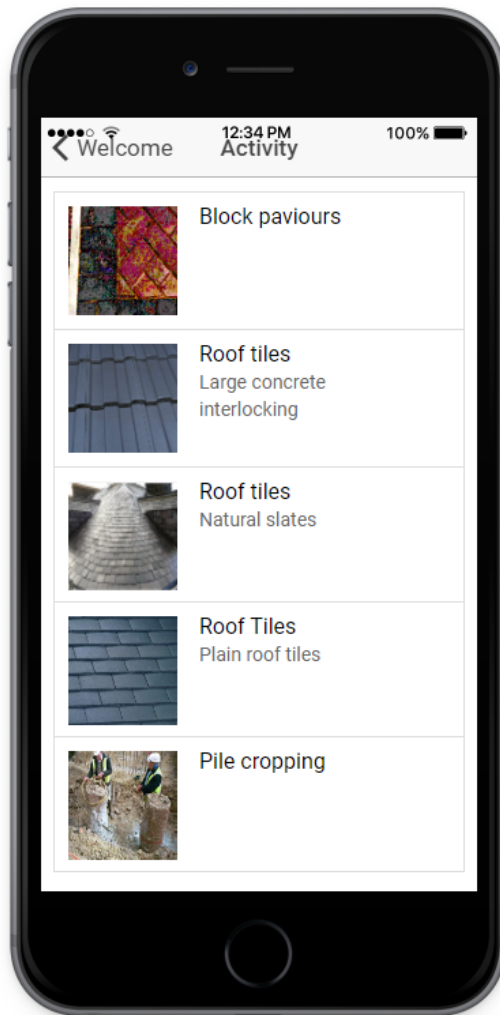 12:34 PM 100%
Welcome Activity
Block paviours
Roof tiles
Large concrete
interlocking
Roof tiles
Natural slates
Roof Tiles
Plain roof tiles
Pile cropping